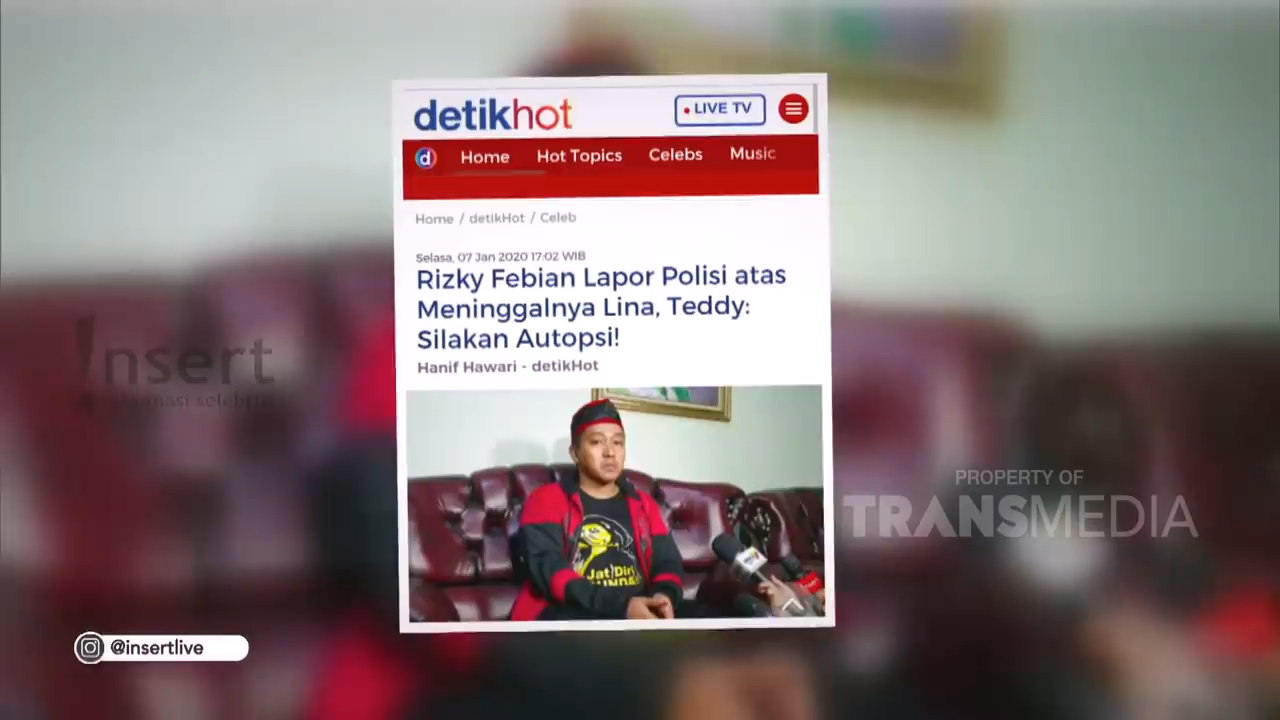 detikhot
LIVE TV
d
Home Hot Topics Celebs Music
Home / detikHot / Celeb
Selasa, 07 Jan 2020 17:02 WIB
Rizky Febian Lapor Polisi atas
Meninggalnya Lina, Teddy:
Silakan Autopsi!
Hanif Hawari - detikHot
Insert
PROPERTY OF
TRANSMEDIA
Jati Diri
@insertlive